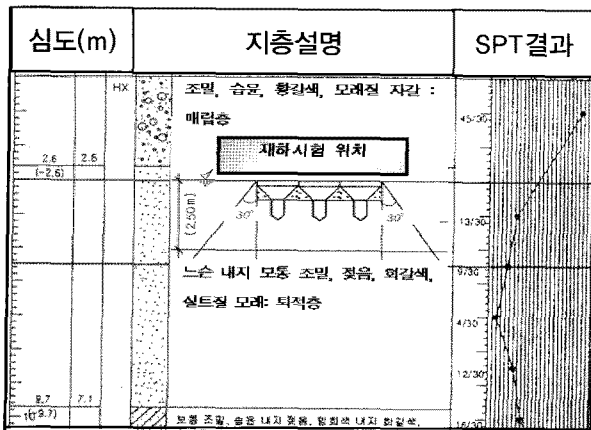 심도(m) 지층설명 SPT결과
HX
조밀, 습윤, 황갈색, 모래질 자갈 :
매립층
45/30
재하시험 위치
2.6 2.6
(-2.6)
(2.50m)
30° 30°
13/30
느슨 내지 보통 조밀, 젖음, 회갈색,
9/30
실트질 모래: 퇴적층
4/30
12/30
9.7 7.1
10 (-9.7)
보통 조밀, 습윤 내지 젖음, 암회색 내지 회갈색,
16/30